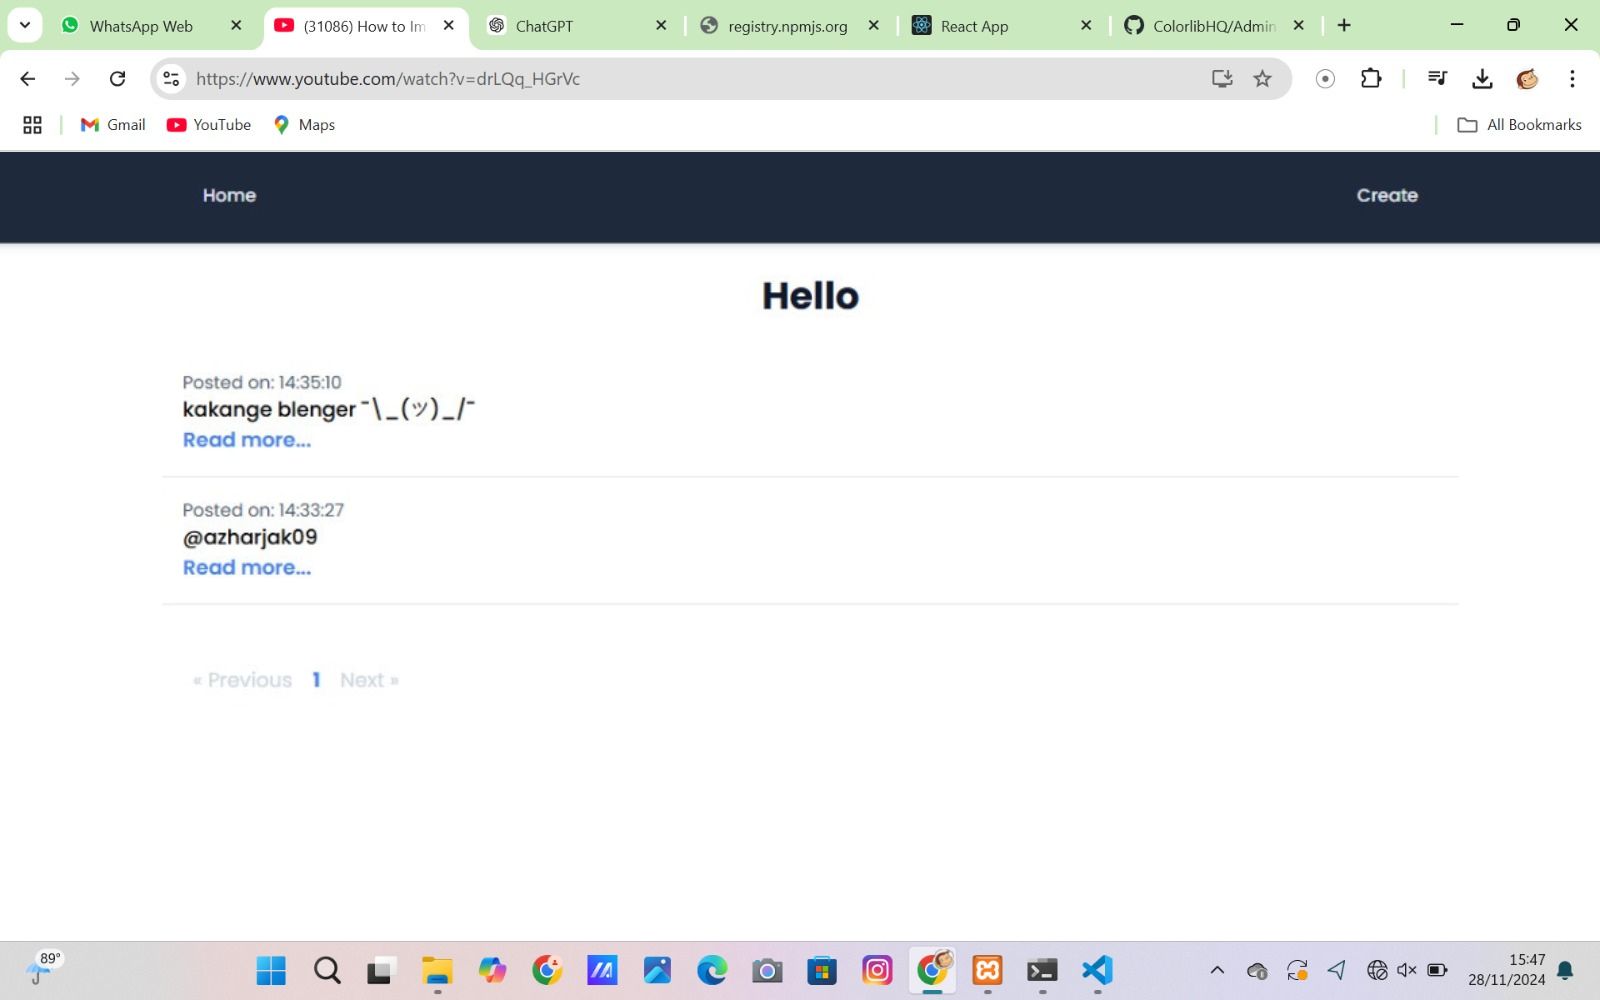 WhatsApp Web
(31086) How to Im
ChatGPT
registry.npmjs.org
React App
ColorlibHQ/Admin
https://www.youtube.com/watch?v=drLQq_HGrVc
Gmail
YouTube
Maps
All Bookmarks
Home
Create
Hello
Posted on: 14:35:10
kakange blenger ¯\_(ツ)_/¯
Read more...
Posted on: 14:33:27
@azharjak09
Read more...
« Previous 1 Next »
89°
15:47
28/11/2024